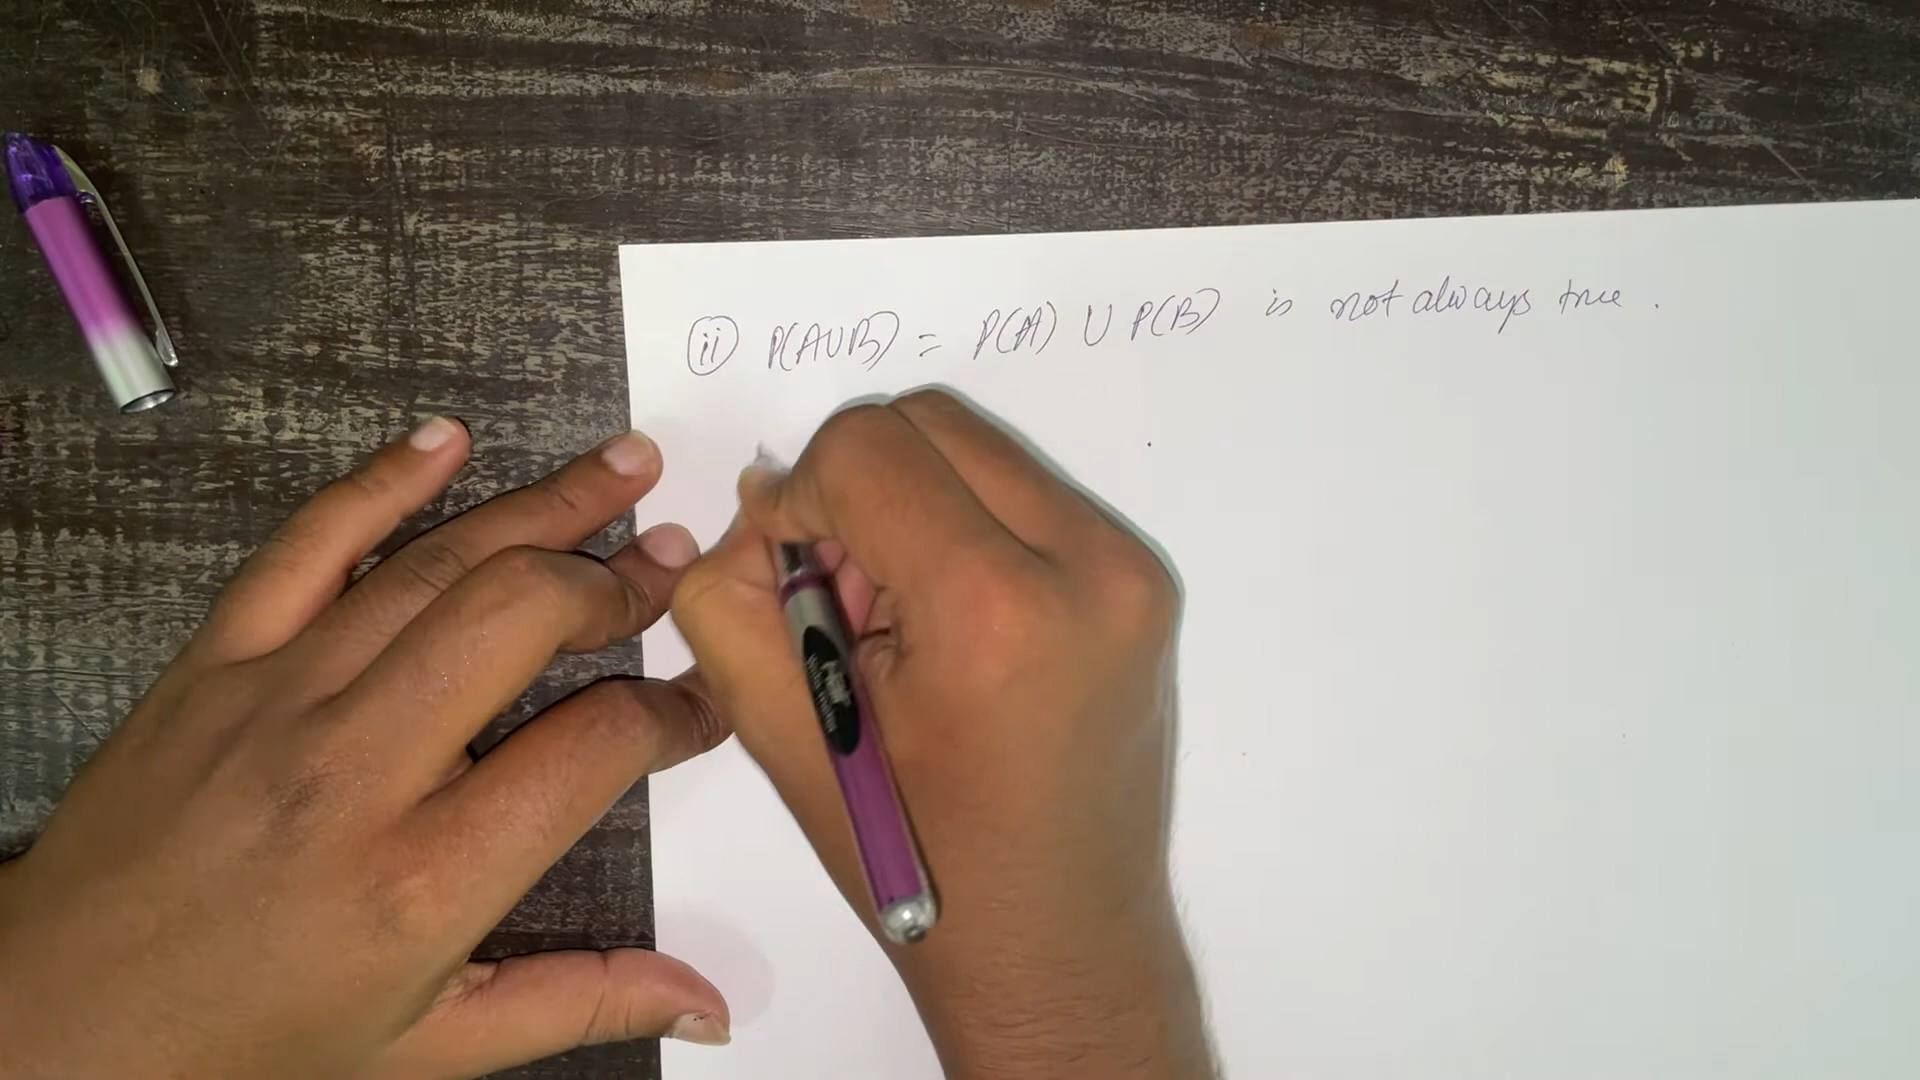 (ii) P(A∪B) = P(A) ∪ P(B) is not always true.